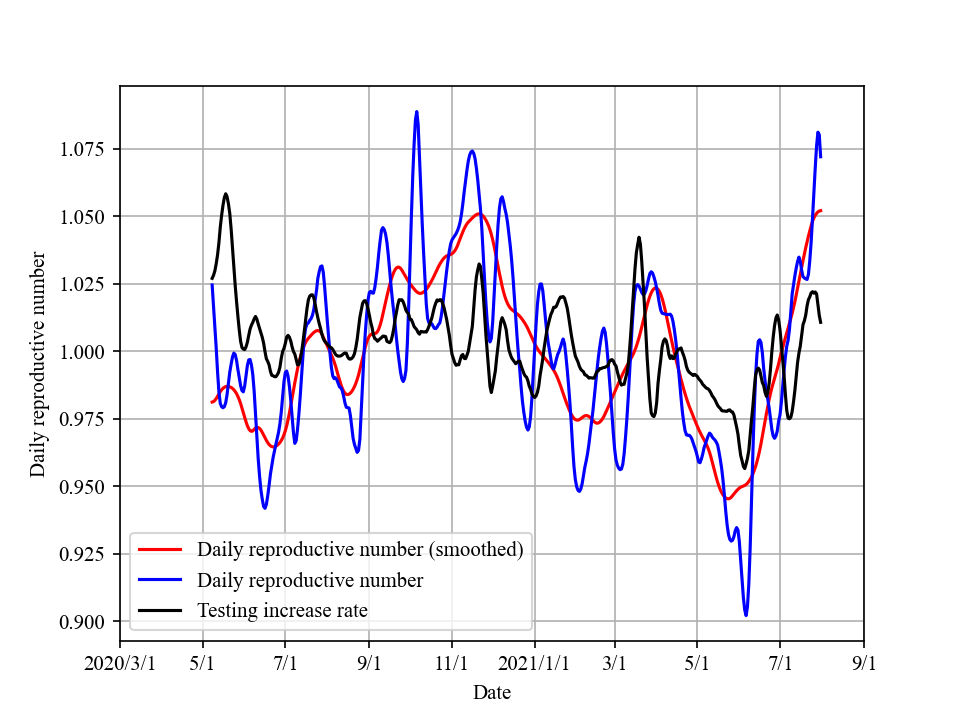 1.075
1.050
1.025
1.000
0.975
0.950
0.925
0.900
Daily reproductive number
Daily reproductive number (smoothed)
Daily reproductive number
Testing increase rate
2020/3/1 5/1 7/1 9/1 11/1 2021/1/1 3/1 5/1 7/1 9/1
Date